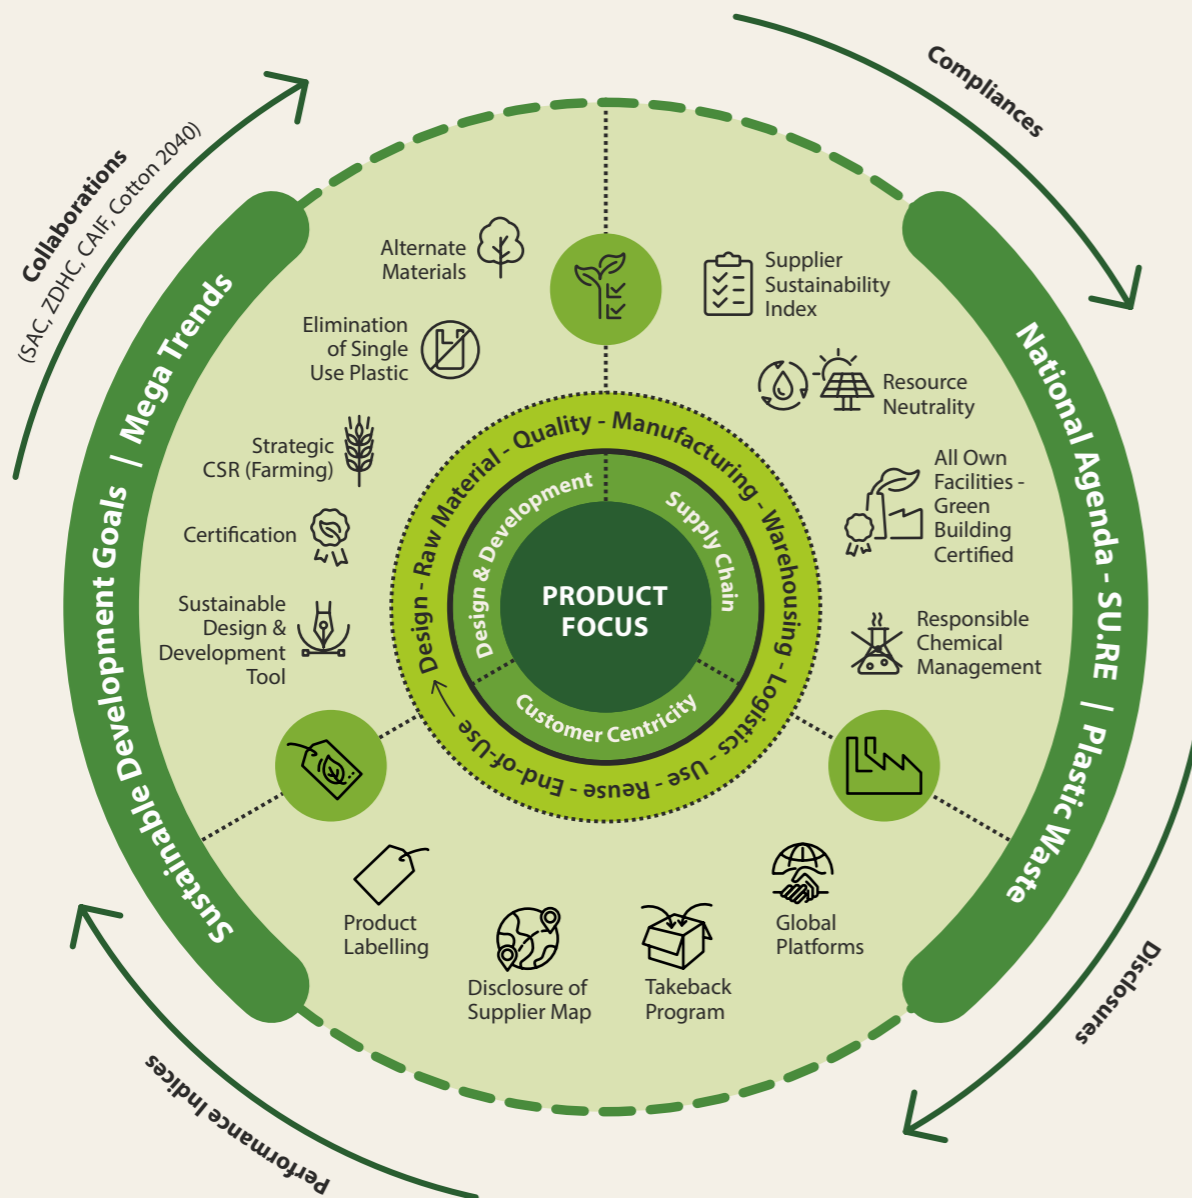 Compliances
Collaborations
(SAC, ZDHC, CAIF, Cotton 2040)
Sustainable Development Goals | Mega Trends
National Agenda - SU.RE | Plastic Waste
Disclosures
Performance Indices
Alternate
Materials
Elimination
of Single
Use Plastic
Strategic
CSR (Farming)
Certification
Sustainable
Design &
Development
Tool
Supplier
Sustainability
Index
Resource
Neutrality
All Own
Facilities -
Green
Building
Certified
Responsible
Chemical
Management
Design - Raw Material - Quality - Manufacturing - Warehousing - Logistics - Use - Reuse - End-of-Use
Design & Development
Supply Chain
Customer Centricity
PRODUCT
FOCUS
Product
Labelling
Disclosure of
Supplier Map
Takeback
Program
Global
Platforms